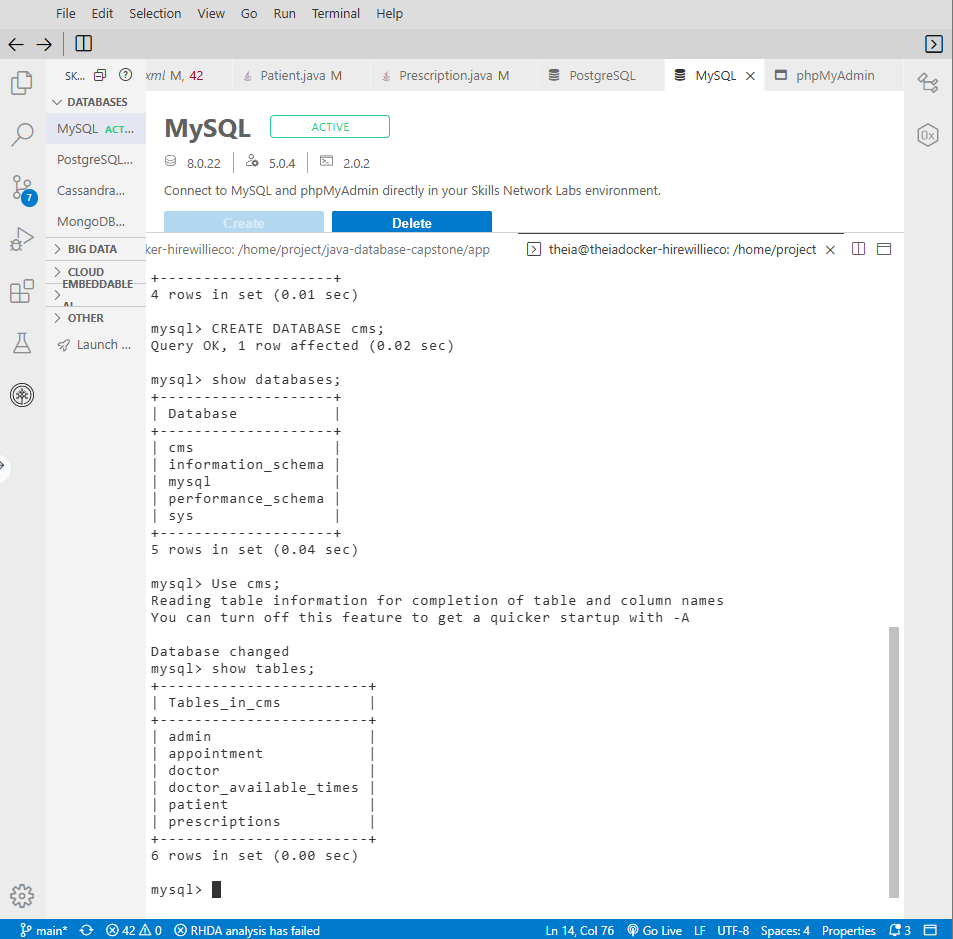 File Edit Selection View Go Run Terminal Help
SK... xml M, 42 Patient.java M Prescription.java M PostgreSQL MySQL phpMyAdmin
DATABASES
MySQL ACT...
PostgreSQL...
Cassandra...
MongoDB...
BIG DATA
CLOUD
EMBEDDABLE
AI
OTHER
Launch ...
7
0x
MySQL ACTIVE
8.0.22 5.0.4 2.0.2
Connect to MySQL and phpMyAdmin directly in your Skills Network Labs environment.
Create Delete
ker-hirewillieco: /home/project/java-database-capstone/app theia@theiadocker-hirewillieco: /home/project
+--------------------+
4 rows in set (0.01 sec)
mysql> CREATE DATABASE cms;
Query OK, 1 row affected (0.02 sec)
mysql> show databases;
+--------------------+
| Database           |
+--------------------+
| cms                |
| information_schema |
| mysql              |
| performance_schema |
| sys                |
+--------------------+
5 rows in set (0.04 sec)
mysql> Use cms;
Reading table information for completion of table and column names
You can turn off this feature to get a quicker startup with -A
Database changed
mysql> show tables;
+------------------------+
| Tables_in_cms          |
+------------------------+
| admin                  |
| appointment            |
| doctor                 |
| doctor_available_times |
| patient                |
| prescriptions          |
+------------------------+
6 rows in set (0.00 sec)
mysql>
main* 42 0 RHDA analysis has failed Ln 14, Col 76 Go Live LF UTF-8 Spaces: 4 Properties 3